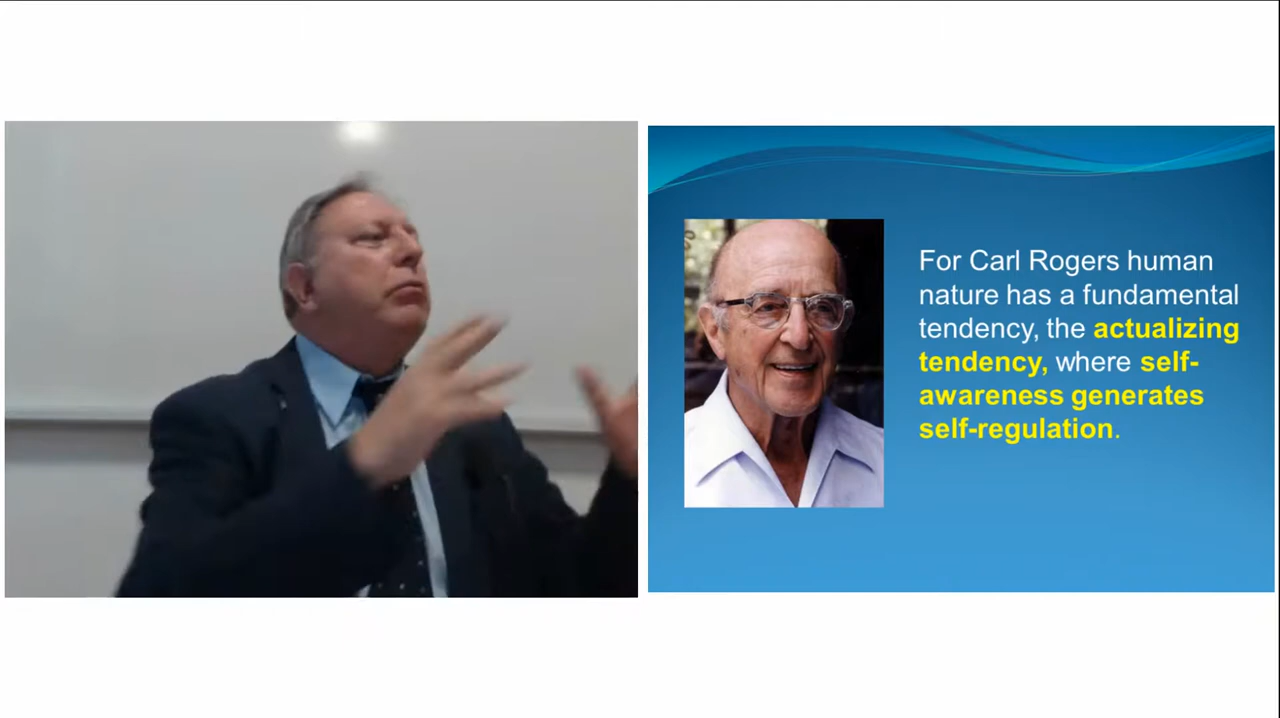 For Carl Rogers human
nature has a fundamental
tendency, the actualizing
tendency, where self-
awareness generates
self-regulation.